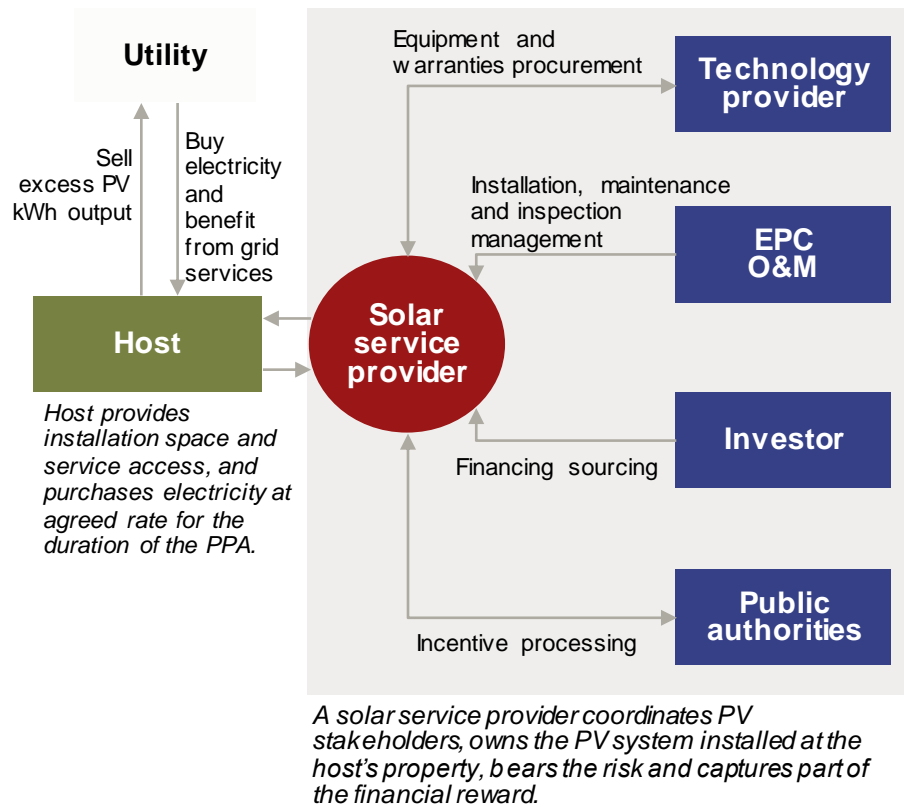 Utility
Sell
excess PV
kWh output
Buy
electricity
and
benefit
from grid
services
Host
Host provides
installation space and
service access, and
purchases electricity at
agreed rate for the
duration of the PPA.
Equipment and
warranties procurement
Technology
provider
Installation, maintenance
and inspection
management
EPC
O&M
Solar
service
provider
Investor
Financing sourcing
Public
authorities
Incentive processing
A solar service provider coordinates PV
stakeholders, owns the PV system installed at the
host's property, bears the risk and captures part of
the financial reward.